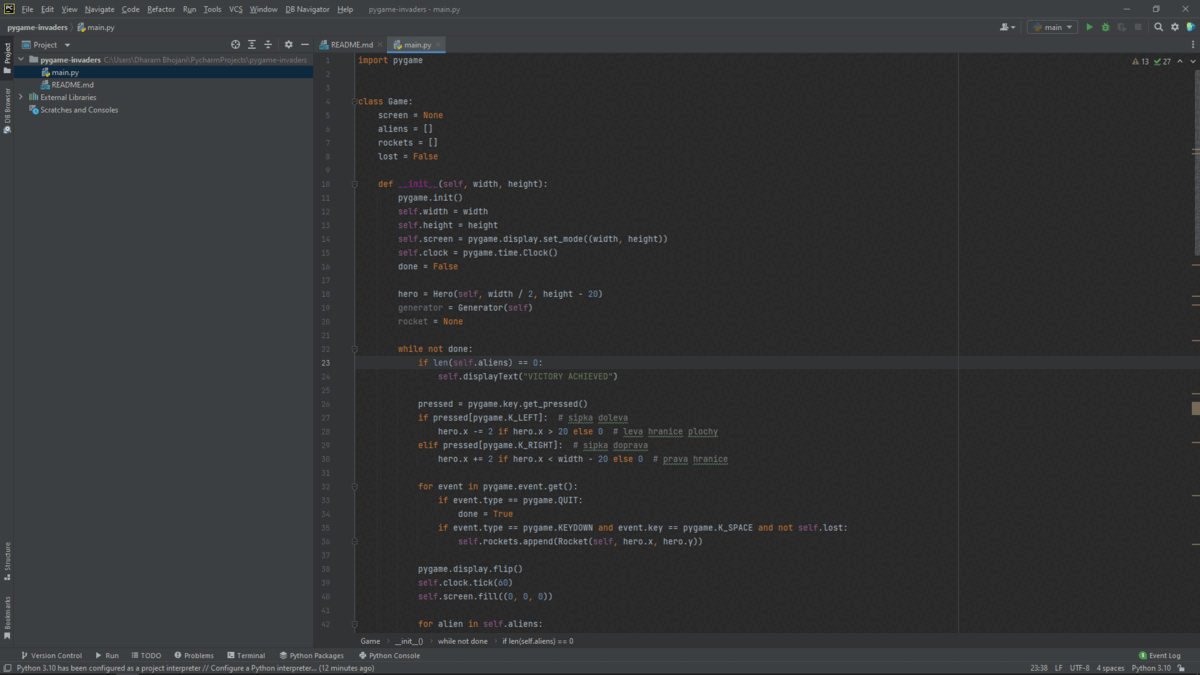 PC File Edit View Navigate Code Refactor Run Tools VCS Window DB Navigator Help pygame-invaders - main.py
pygame-invaders main.py main
Project
README.md main.py
pygame-invaders C:\Users\Dharam Bhojani\PycharmProjects\pygame-invaders
main.py
README.md
External Libraries
Scratches and Consoles
Project
DB Browser
Structure
Bookmarks
13 27
1 import pygame
2
3
4 class Game:
5 screen = None
6 aliens = []
7 rockets = []
8 lost = False
9
10 def __init__(self, width, height):
11 pygame.init()
12 self.width = width
13 self.height = height
14 self.screen = pygame.display.set_mode((width, height))
15 self.clock = pygame.time.Clock()
16 done = False
17
18 hero = Hero(self, width / 2, height - 20)
19 generator = Generator(self)
20 rocket = None
21
22 while not done:
23 if len(self.aliens) == 0:
24 self.displayText("VICTORY ACHIEVED")
25
26 pressed = pygame.key.get_pressed()
27 if pressed[pygame.K_LEFT]: # sipka doleva
28 hero.x -= 2 if hero.x > 20 else 0 # leva hranice plochy
29 elif pressed[pygame.K_RIGHT]: # sipka doprava
30 hero.x += 2 if hero.x < width - 20 else 0 # prava hranice
31
32 for event in pygame.event.get():
33 if event.type == pygame.QUIT:
34 done = True
35 if event.type == pygame.KEYDOWN and event.key == pygame.K_SPACE and not self.lost:
36 self.rockets.append(Rocket(self, hero.x, hero.y))
37
38 pygame.display.flip()
39 self.clock.tick(60)
40 self.screen.fill((0, 0, 0))
41
42 for alien in self.aliens:
Game __init__() while not done if len(self.aliens) == 0
Version Control Run TODO Problems Terminal Python Packages Python Console 1 Event Log
Python 3.10 has been configured as a project interpreter // Configure a Python interpreter... (12 minutes ago) 23:38 LF UTF-8 4 spaces Python 3.10